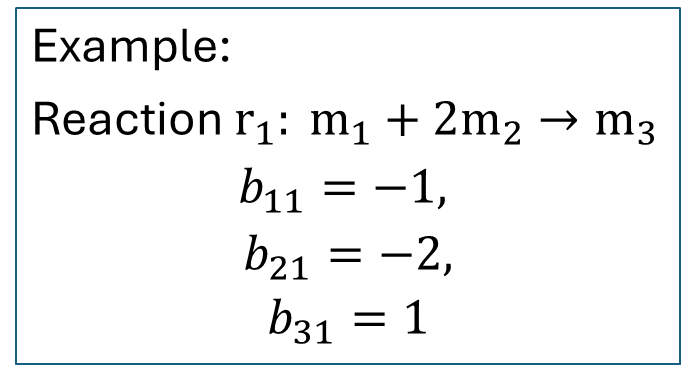 Example:
Reaction r₁: m₁ + 2m₂ → m₃
b₁₁ = −1,
b₂₁ = −2,
b₃₁ = 1